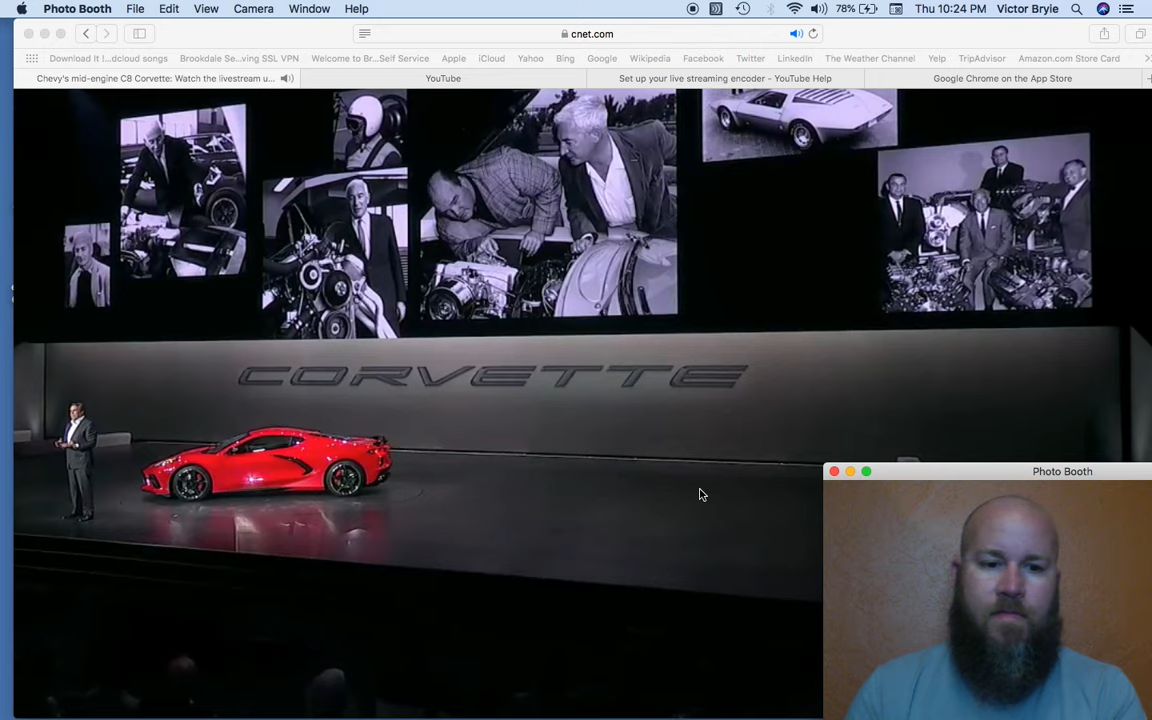 Photo Booth File Edit View Camera Window Help 78% Thu 10:24 PM Victor Bryie
cnet.com
Download It !...dcloud songs Brookdale Se...ving SSL VPN Welcome to Br...Self Service Apple iCloud Yahoo Bing Google Wikipedia Facebook Twitter LinkedIn The Weather Channel Yelp TripAdvisor Amazon.com Store Card
Chevy's mid-engine C8 Corvette: Watch the livestream u... YouTube Set up your live streaming encoder - YouTube Help Google Chrome on the App Store
CORVETTE
Photo Booth